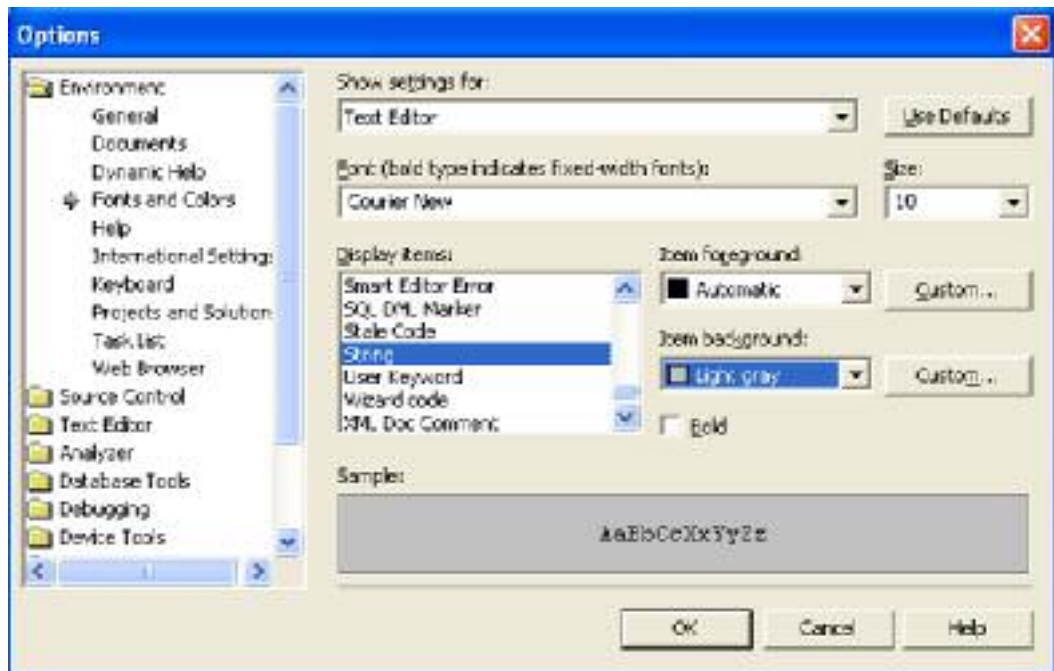 Options
Environment
General
Documents
Dynamic Help
Fonts and Colors
Help
International Settings
Keyboard
Projects and Solution
Task List
Web Browser
Source Control
Text Editor
Analyzer
Database Tools
Debugging
Device Tools
Show settings for:
Text Editor
Use Defaults
Font (bold type indicates fixed-width fonts):
Size:
Courier New
10
Display items:
Smart Editor Error
SQL DML Marker
Stale Code
String
User Keyword
Wizard code
XML Doc Comment
Item foreground:
Automatic
Custom...
Item background:
Light gray
Custom...
Bold
Sample:
AaBbCcXxYyZz
OK
Cancel
Help